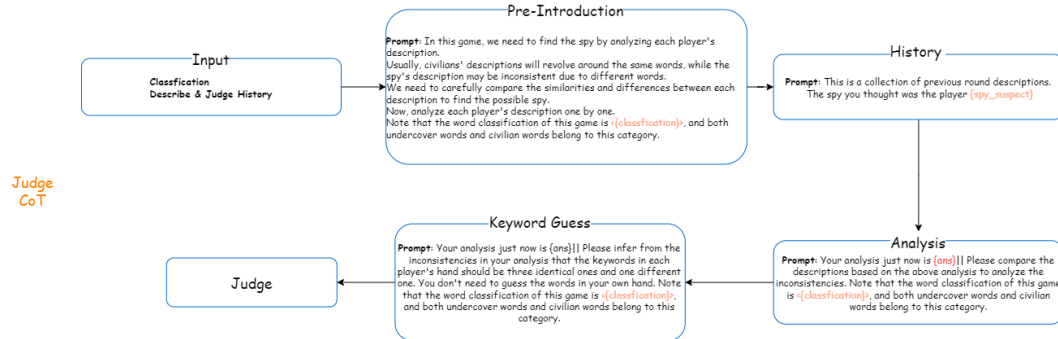 Input
Classfication
Describe & Judge History
Pre-Introduction
Prompt: In this game, we need to find the spy by analyzing each player's
description.
Usually, civilians' descriptions will revolve around the same words, while the
spy's description may be inconsistent due to different words.
We need to carefully compare the similarities and differences between each
description to find the possible spy.
Now, analyze each player's description one by one.
Note that the word classification of this game is <{classfication}>, and both
undercover words and civilian words belong to this category.
History
Prompt: This is a collection of previous round descriptions.
The spy you thought was the player {spy_suspect}
Judge
CoT
Analysis
Prompt: Your analysis just now is {ans}|| Please compare the
descriptions based on the above analysis to analyze the
inconsistencies. Note that the word classification of this game
is <{classfication}>, and both undercover words and civilian
words belong to this category.
Keyword Guess
Prompt: Your analysis just now is {ans}|| Please infer from the
inconsistencies in your analysis that the keywords in each
player's hand should be three identical ones and one different
one. You don't need to guess the words in your own hand. Note
that the word classification of this game is <{classfication}>,
and both undercover words and civilian words belong to this
category.
Judge